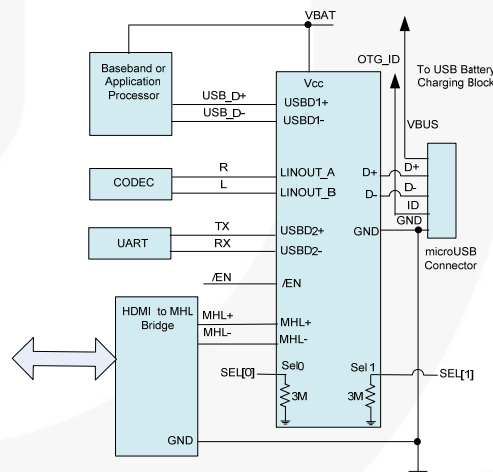 VBAT
OTG_ID
Baseband or
Application
Processor
Vcc
To USB Battery
Charging Block
USB_D+
USBD1+
USB_D-
USBD1-
VBUS
CODEC
R
LINOUT_A
L
LINOUT_B
D+
D+
D-
D-
ID
GND
GND
UART
TX
USBD2+
RX
USBD2-
microUSB
Connector
/EN
/EN
HDMI to MHL
Bridge
MHL+
MHL+
MHL-
MHL-
SEL[0]
Sel0
Sel 1
SEL[1]
3M
3M
GND